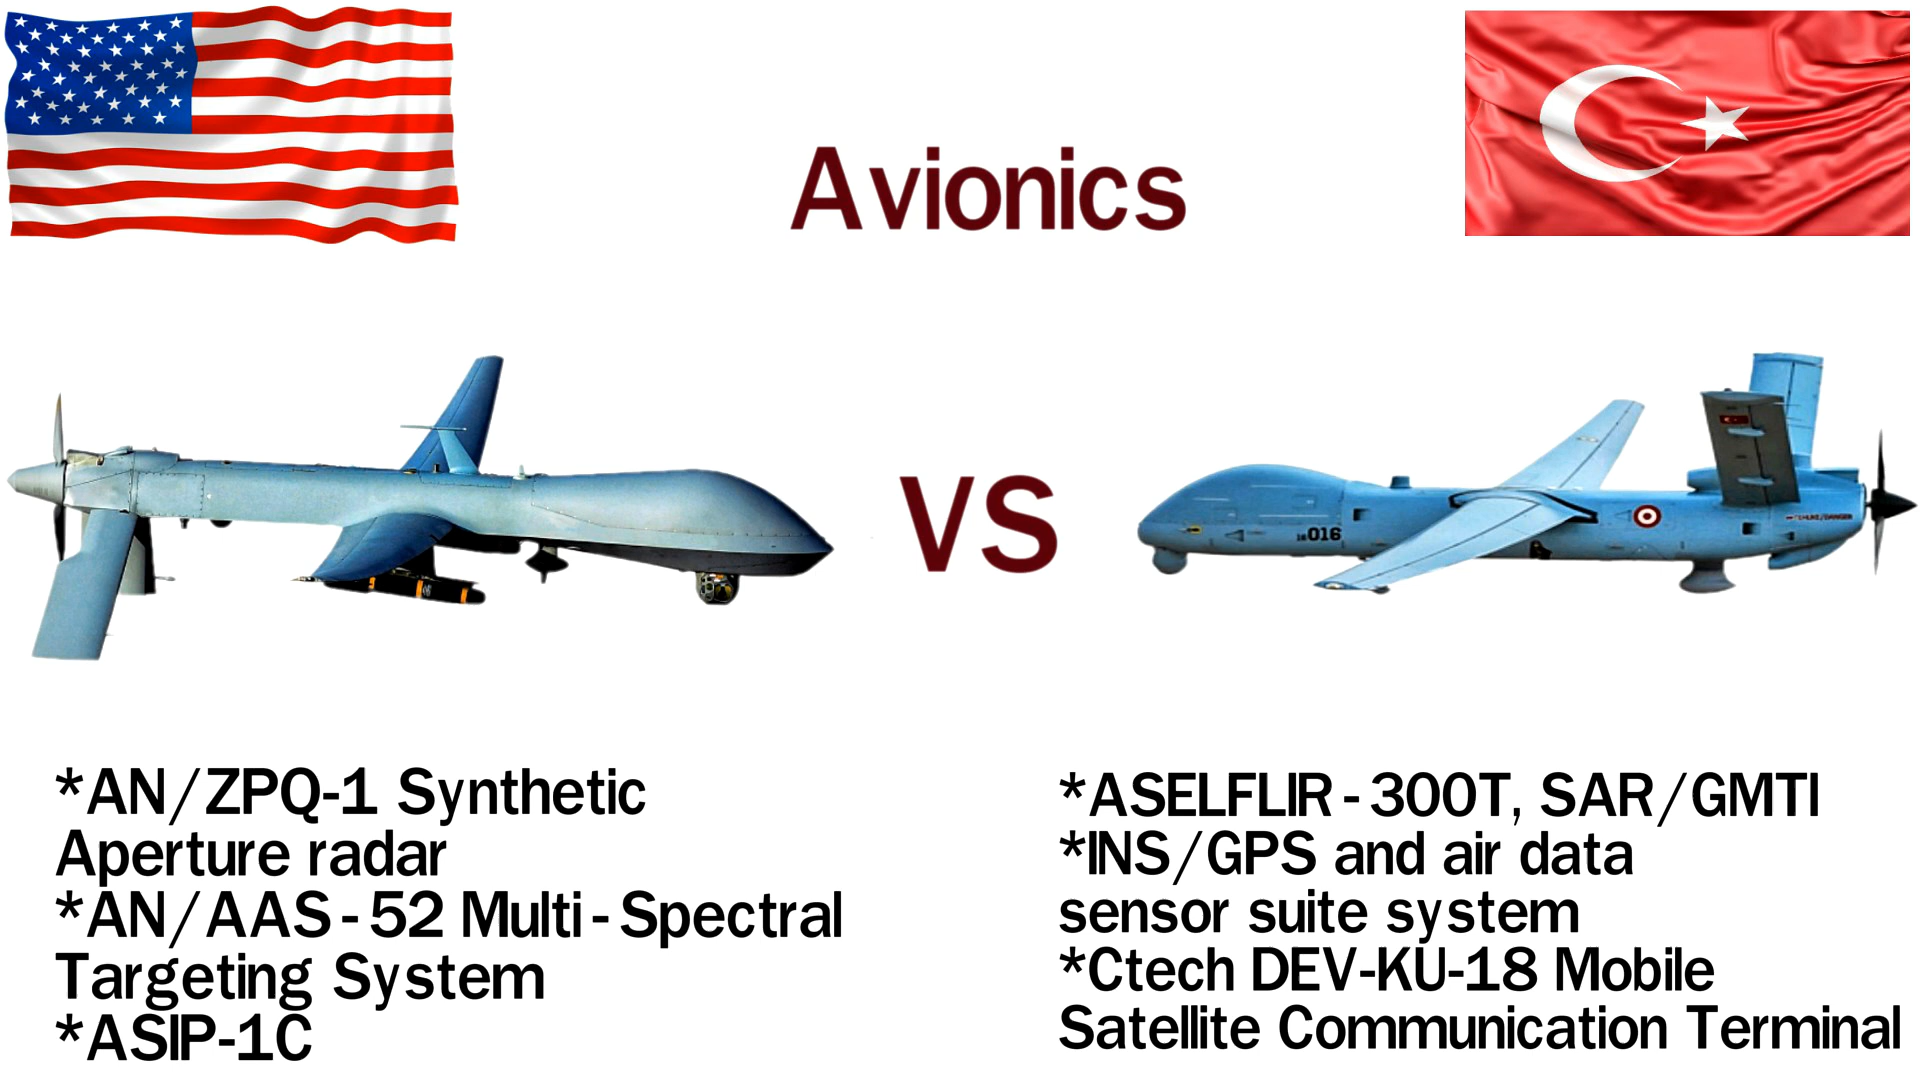 Avionics
VS
016
*AN/ZPQ-1 Synthetic
Aperture radar
*AN/AAS-52 Multi-Spectral
Targeting System
*ASIP-1C
*ASELFLIR-300T, SAR/GMTI
*INS/GPS and air data
sensor suite system
*Ctech DEV-KU-18 Mobile
Satellite Communication Terminal